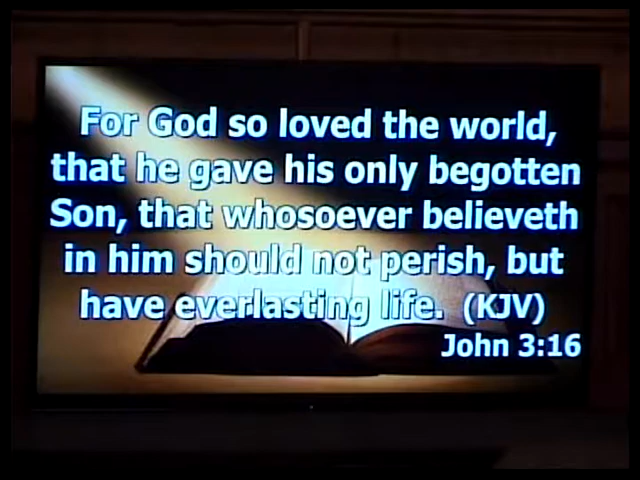 For God so loved the world,
that he gave his only begotten
Son, that whosoever believeth
in him should not perish, but
have everlasting life. (KJV)
John 3:16